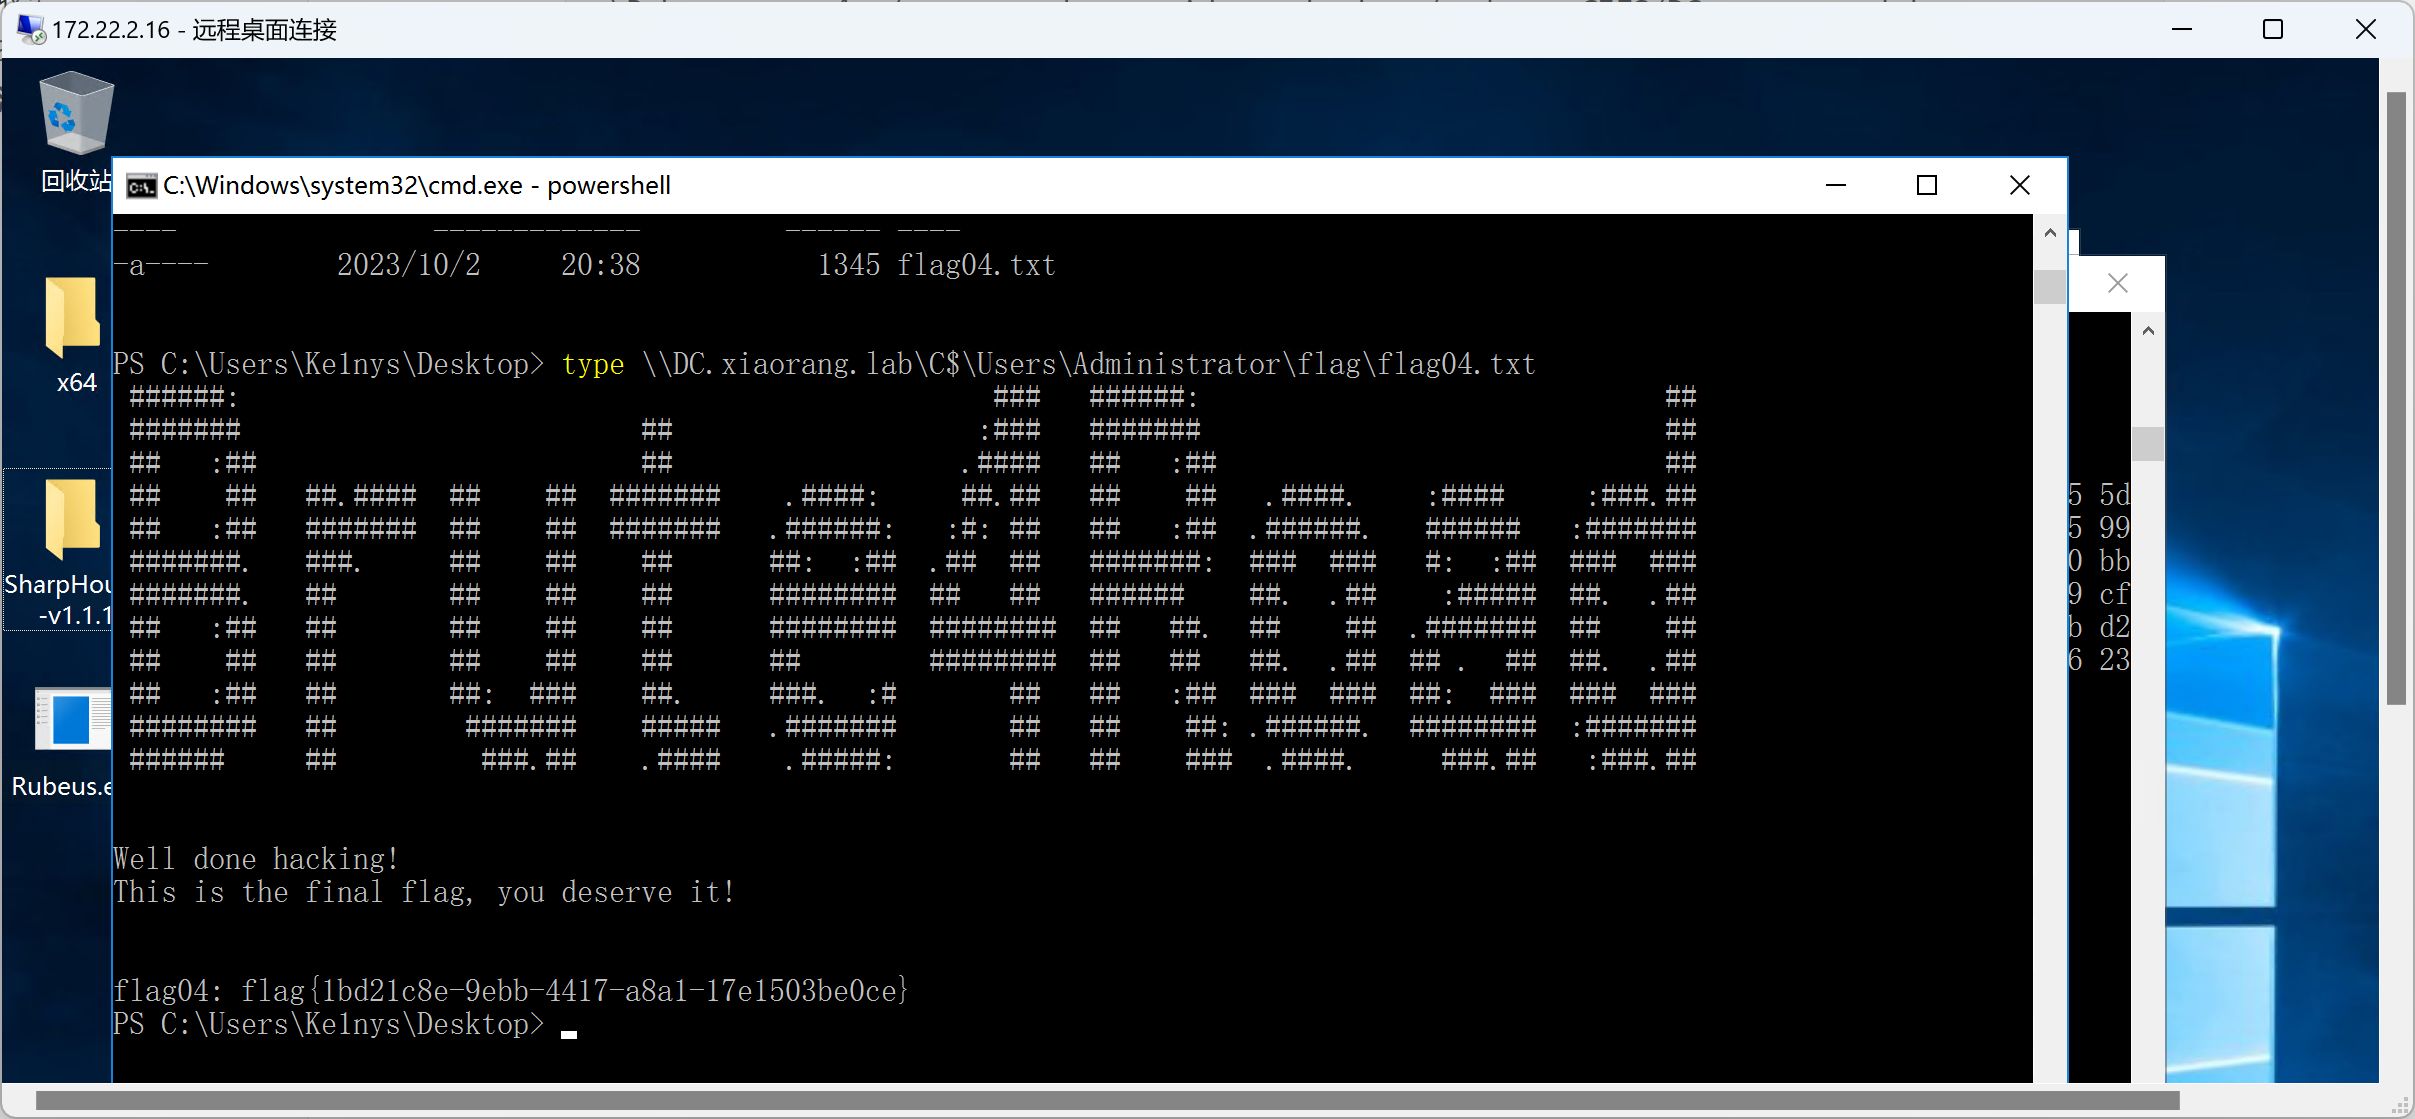 172.22.2.16 - 远程桌面连接
回收站
x64
SharpHou
-v1.1.1
Rubeus.e
C:\Windows\system32\cmd.exe - powershell
----                -------------         ------ ----
-a----        2023/10/2     20:38           1345 flag04.txt
PS C:\Users\Ke1nys\Desktop> type \\DC.xiaorang.lab\C$\Users\Administrator\flag\flag04.txt
Brute4Road
Well done hacking!
This is the final flag, you deserve it!
flag04: flag{1bd21c8e-9ebb-4417-a8a1-17e1503be0ce}
PS C:\Users\Ke1nys\Desktop>
5 5d
5 99
0 bb
9 cf
b d2
6 23